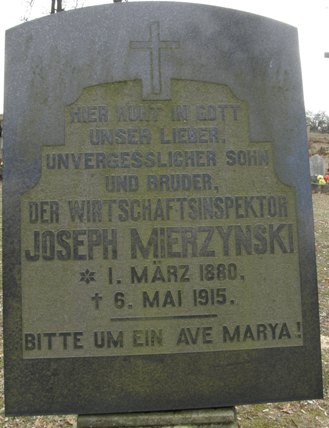 HIER RUHT IN GOTT
UNSER LIEBER,
UNVERGESSLICHER SOHN
UND BRUDER,
DER WIRTSCHAFTSINSPEKTOR
JOSEPH MIERZYNSKI
✲ 1. MÄRZ 1880.
† 6. MAI 1915.
BITTE UM EIN AVE MARYA!